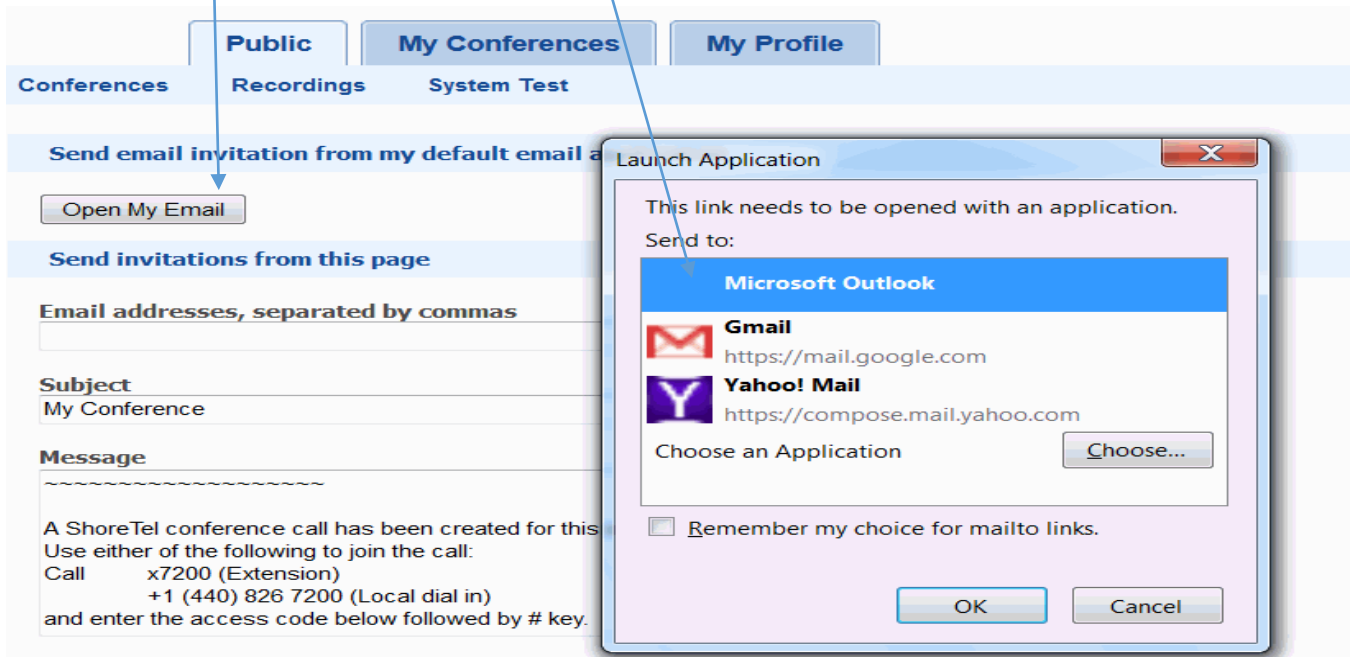 Public My Conferences My Profile
Conferences Recordings System Test
Send email invitation from my default email a
Open My Email
Send invitations from this page
Email addresses, separated by commas
Subject
My Conference
Message
~~~~~~~~~~~~~~~~~~~
A ShoreTel conference call has been created for this
Use either of the following to join the call:
Call x7200 (Extension)
+1 (440) 826 7200 (Local dial in)
and enter the access code below followed by # key.
Launch Application
This link needs to be opened with an application.
Send to:
Microsoft Outlook
Gmail
https://mail.google.com
Yahoo! Mail
https://compose.mail.yahoo.com
Choose an Application Choose...
Remember my choice for mailto links.
OK Cancel